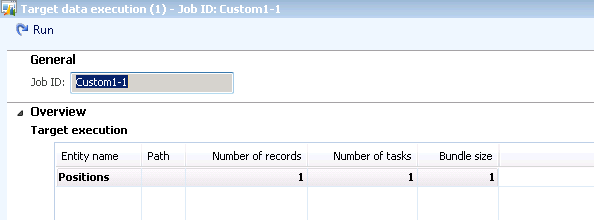 Target data execution (1) - Job ID: Custom1-1
Run
General
Job ID: Custom1-1
Overview
Target execution
Entity name Path Number of records Number of tasks Bundle size
Positions 1 1 1